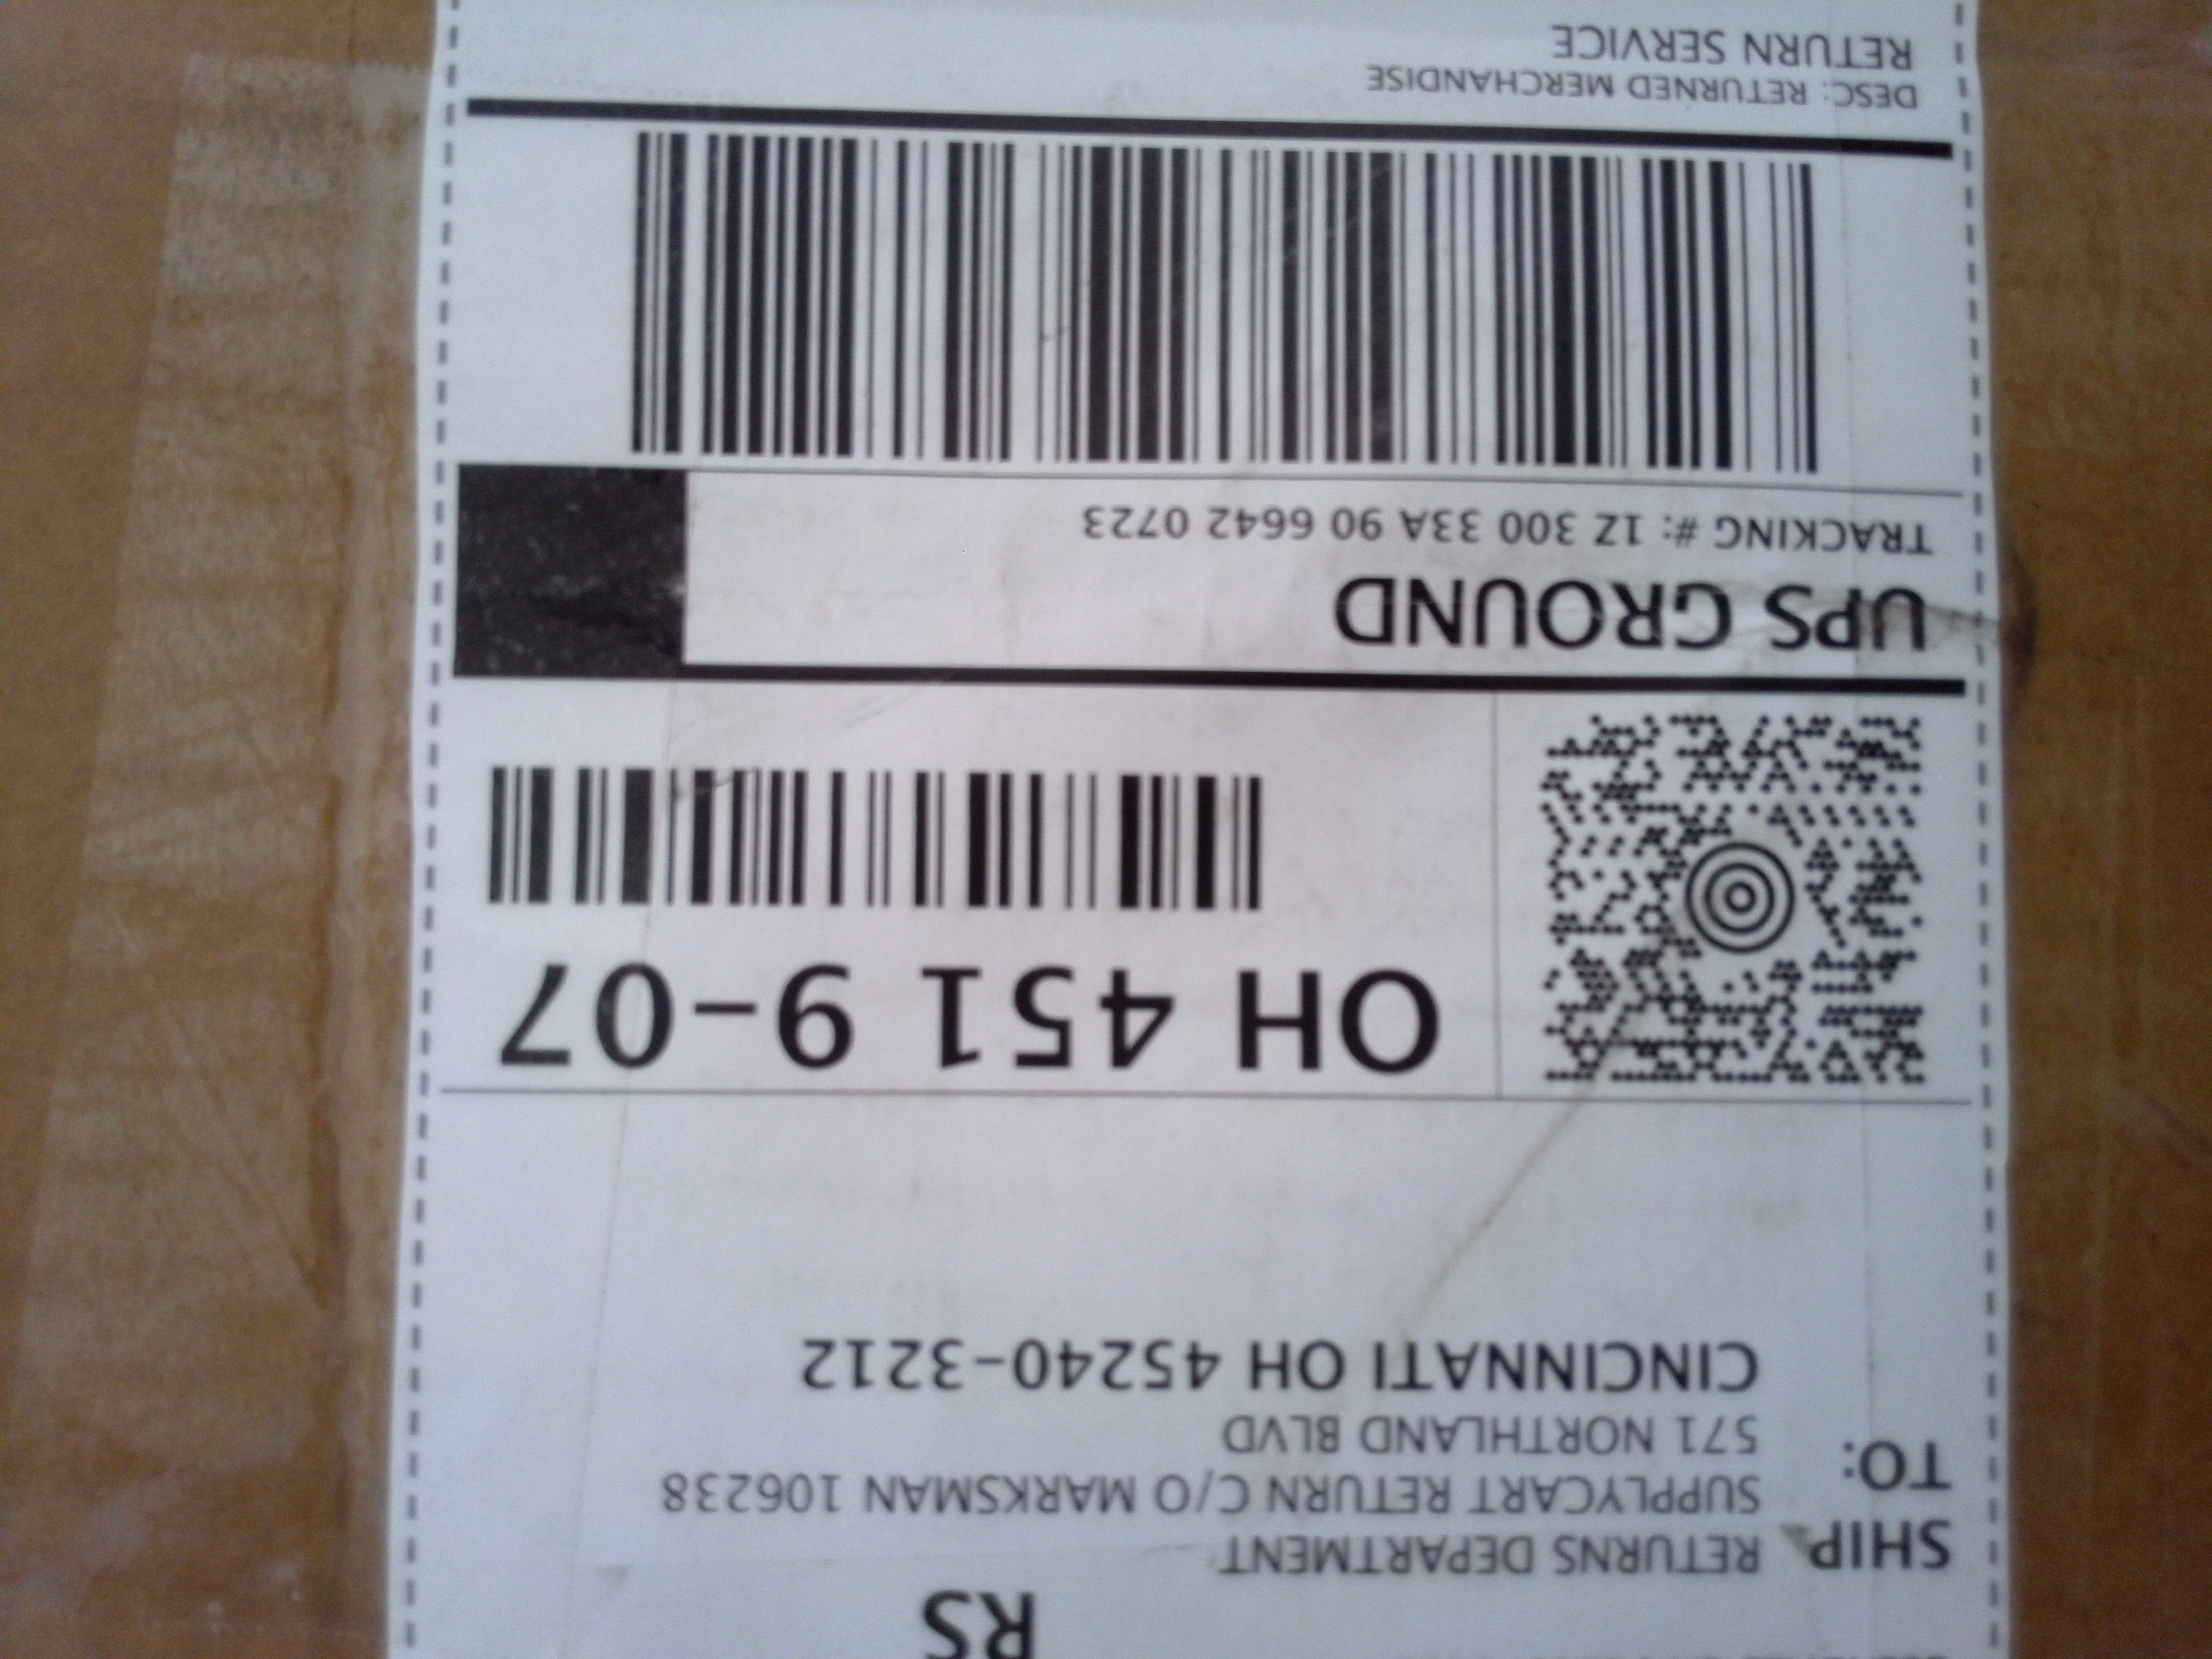 RS
SHIP
TO:
RETURNS DEPARTMENT
SUPPLYCART RETURN C/O MARKSMAN 106238
571 NORTHLAND BLVD
CINCINNATI OH 45240-3212
OH 451 9-07
UPS GROUND
TRACKING #: 1Z 300 33A 90 6642 0723
DESC: RETURNED MERCHANDISE
RETURN SERVICE